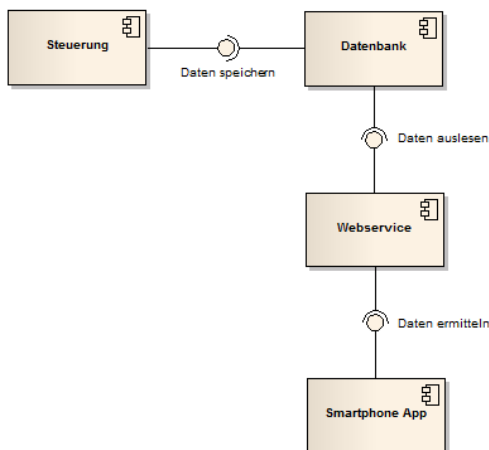 Steuerung
Datenbank
Daten speichern
Daten auslesen
Webservice
Daten ermitteln
Smartphone App